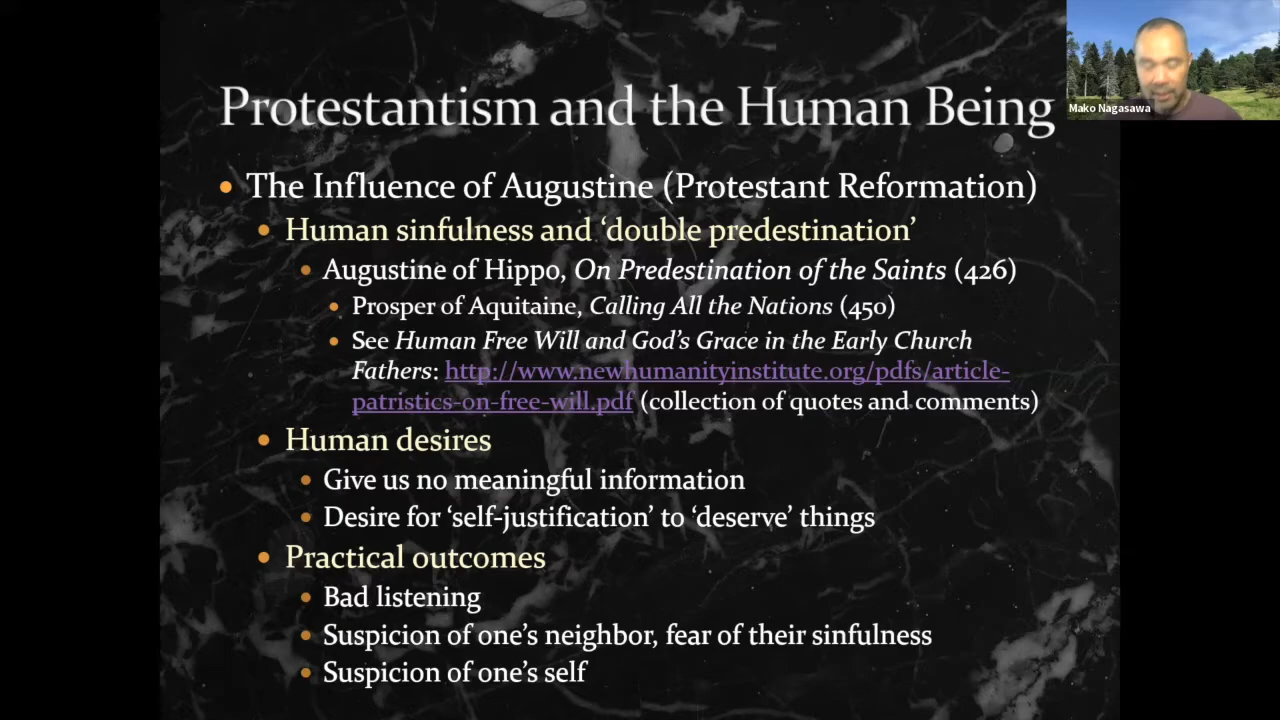 Protestantism and the Human Being
Mako Nagasawa
• The Influence of Augustine (Protestant Reformation)
• Human sinfulness and ‘double predestination’
• Augustine of Hippo, On Predestination of the Saints (426)
• Prosper of Aquitaine, Calling All the Nations (450)
• See Human Free Will and God’s Grace in the Early Church
Fathers: http://www.newhumanityinstitute.org/pdfs/article-
patristics-on-free-will.pdf (collection of quotes and comments)
• Human desires
• Give us no meaningful information
• Desire for ‘self-justification’ to ‘deserve’ things
• Practical outcomes
• Bad listening
• Suspicion of one’s neighbor, fear of their sinfulness
• Suspicion of one’s self